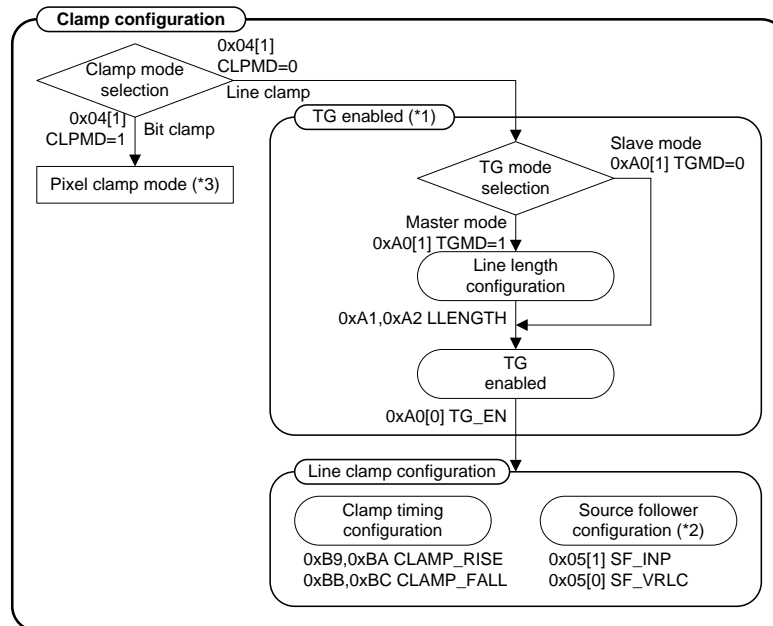 Clamp configuration
0x04[1]
CLPMD=0
Clamp mode
selection
Line clamp
0x04[1]
CLPMD=1
Bit clamp
Pixel clamp mode (*3)
TG enabled (*1)
Slave mode
0xA0[1] TGMD=0
TG mode
selection
Master mode
0xA0[1] TGMD=1
Line length
configuration
0xA1,0xA2 LLENGTH
TG
enabled
0xA0[0] TG_EN
Line clamp configuration
Clamp timing
configuration
0xB9,0xBA CLAMP_RISE
0xBB,0xBC CLAMP_FALL
Source follower
configuration (*2)
0x05[1] SF_INP
0x05[0] SF_VRLC